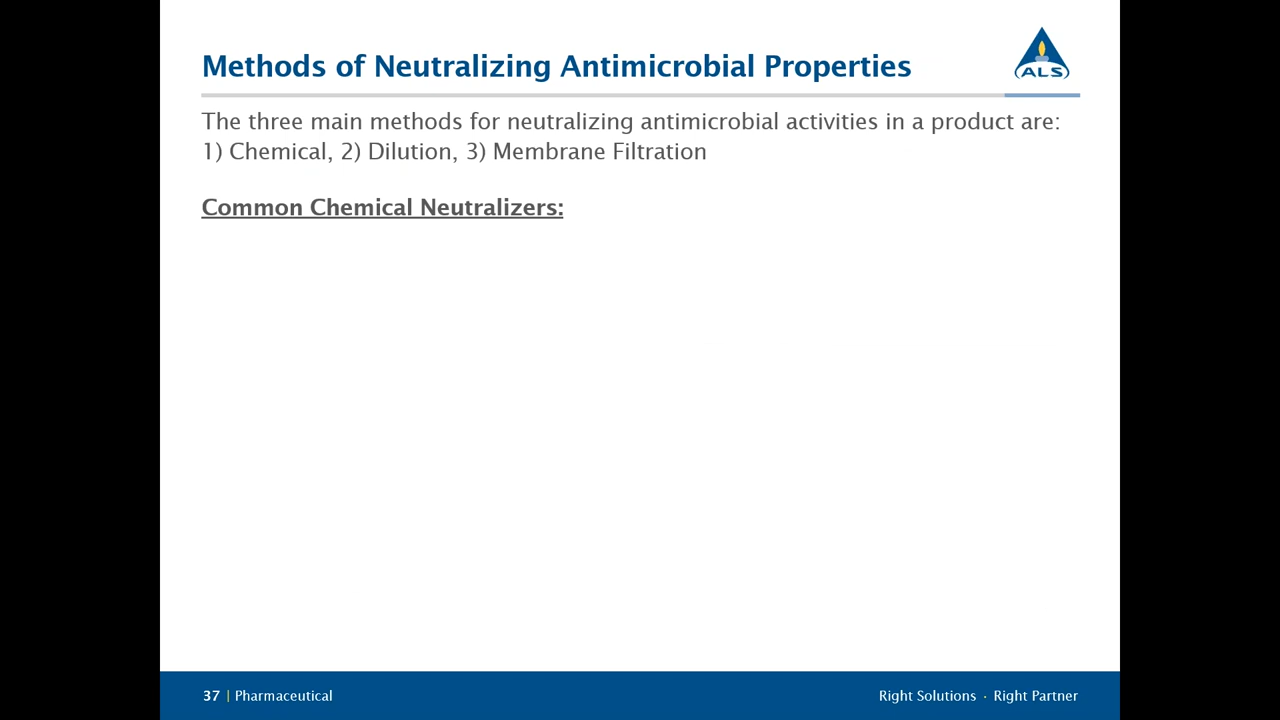 Methods of Neutralizing Antimicrobial Properties
ALS
The three main methods for neutralizing antimicrobial activities in a product are:
1) Chemical, 2) Dilution, 3) Membrane Filtration
Common Chemical Neutralizers:
37 | Pharmaceutical
Right Solutions · Right Partner